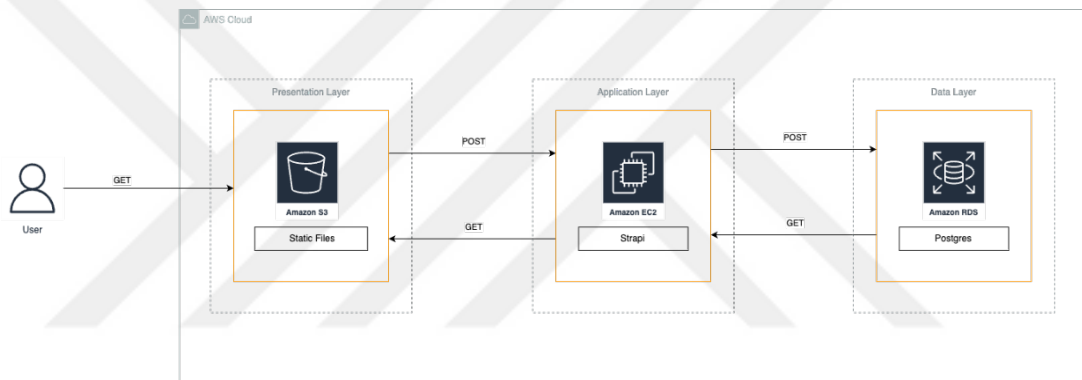 AWS Cloud
Presentation Layer
Application Layer
Data Layer
POST
POST
GET
Amazon S3
Amazon EC2
Amazon RDS
User
GET
GET
Static Files
Strapi
Postgres